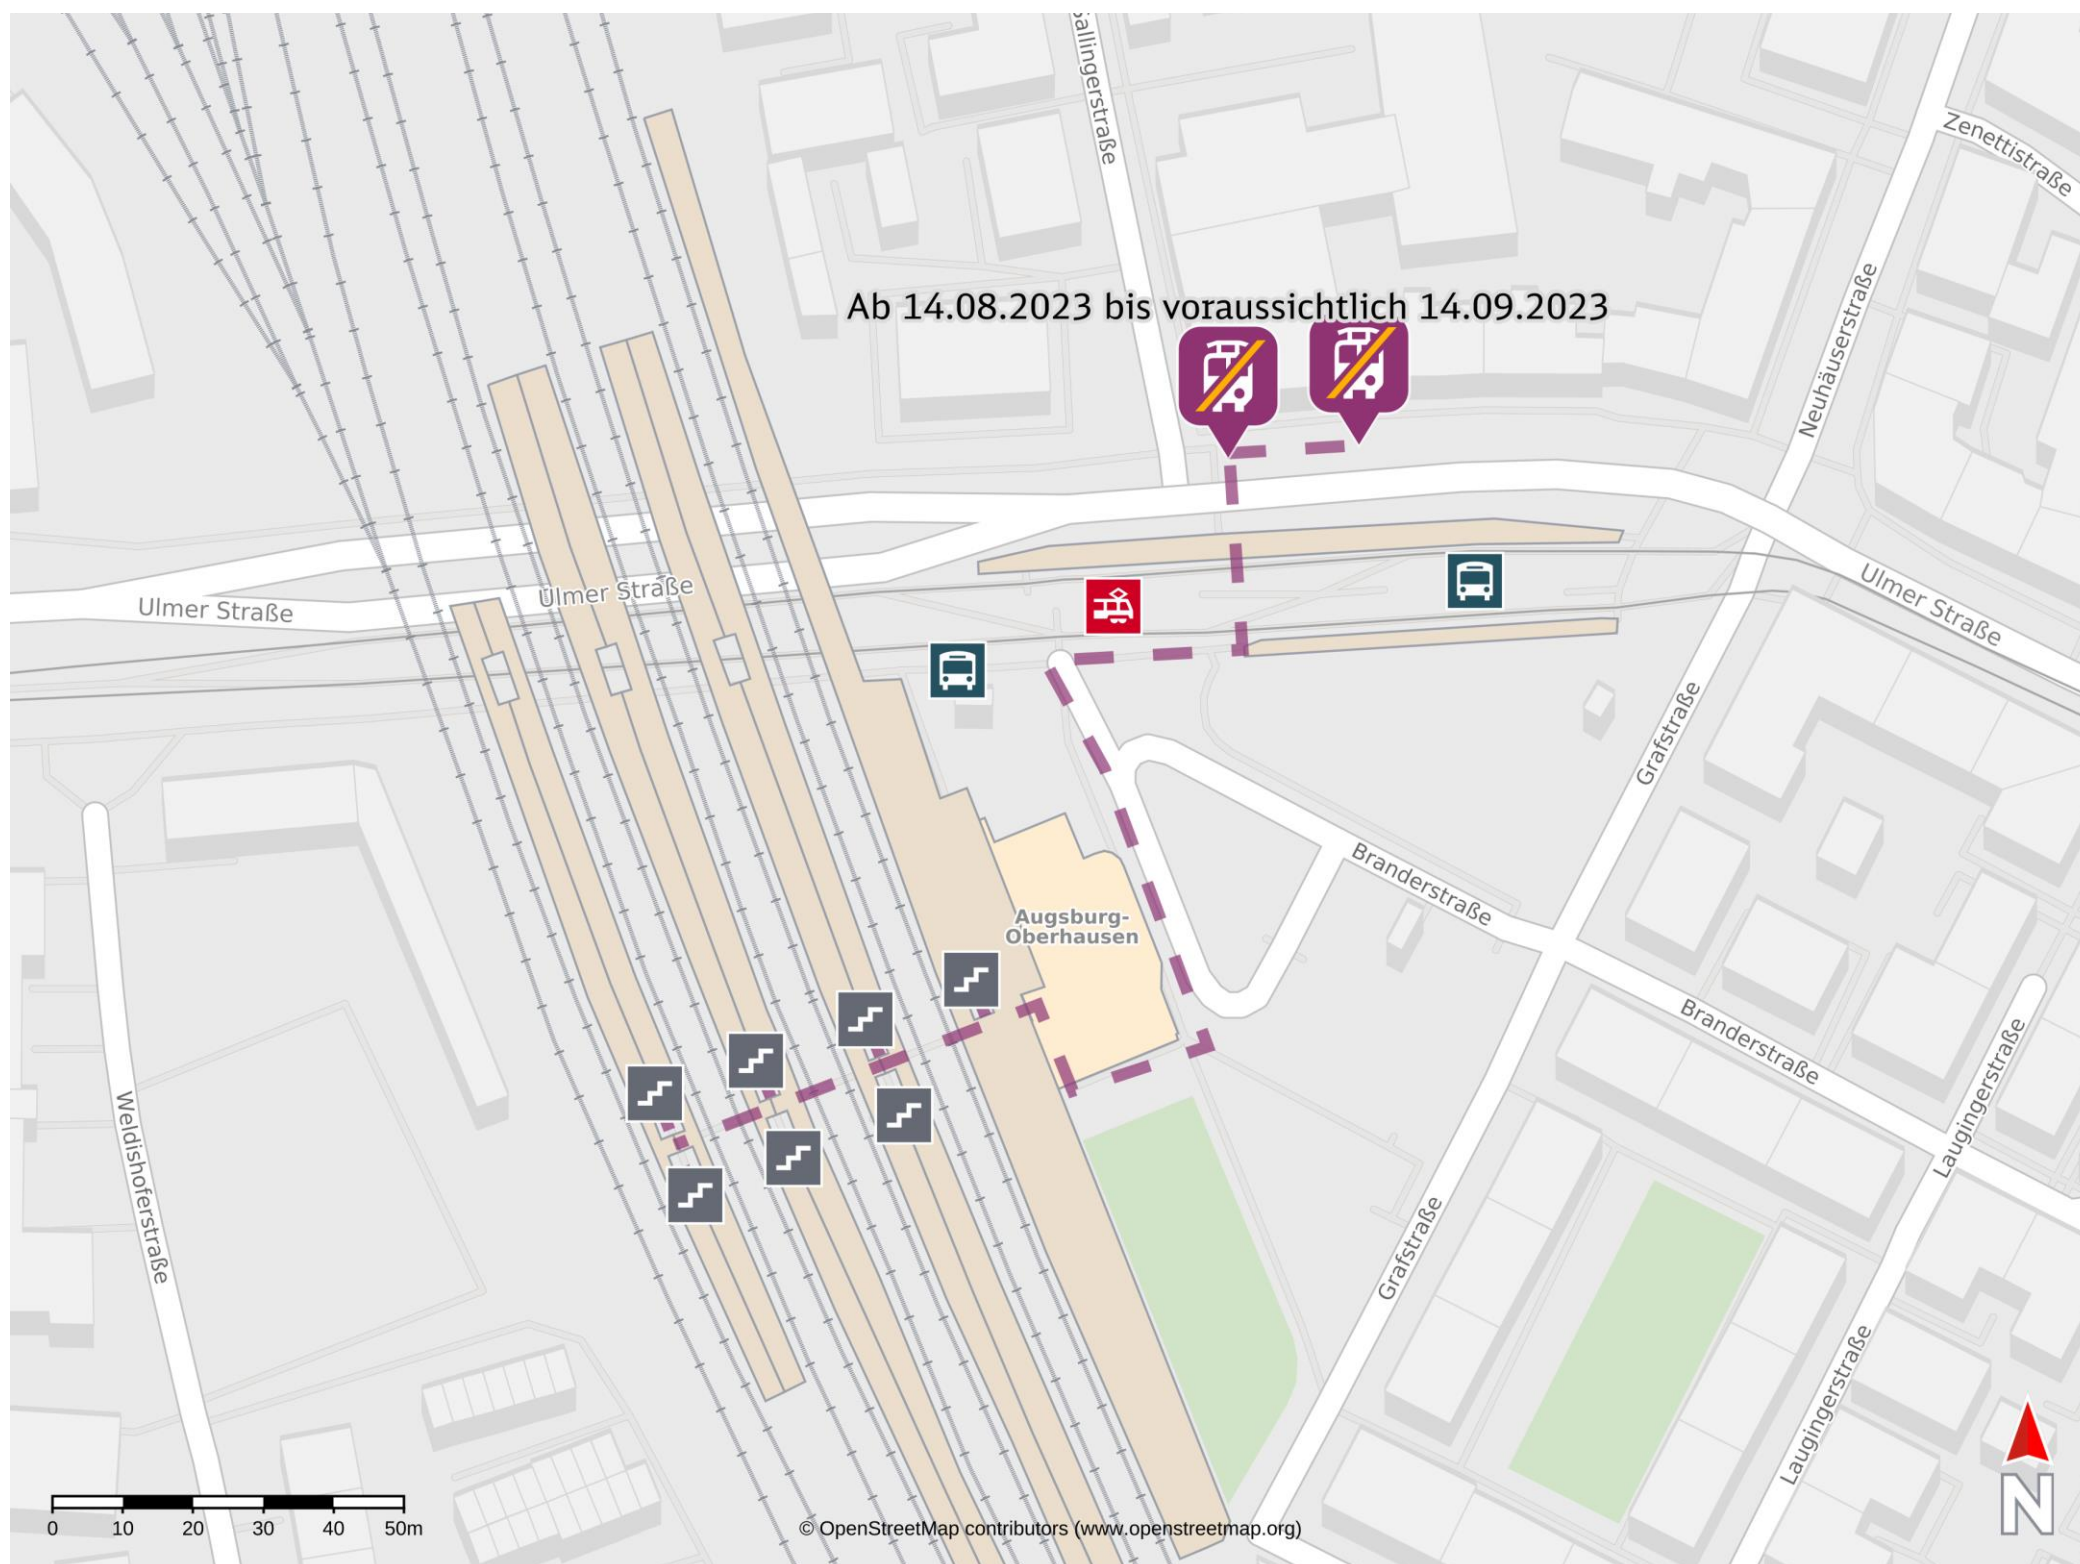 Gallingerstraße
Zenettistraße
Ab 14.08.2023 bis voraussichtlich 14.09.2023
Neuhäuserstraße
Ulmer Straße
Ulmer Straße
Ulmer Straße
Grafstraße
Branderstraße
Augsburg-
Oberhausen
Branderstraße
Laugingerstraße
Weldishoferstraße
Grafstraße
Laugingerstraße
0 10 20 30 40 50m
© OpenStreetMap contributors (www.openstreetmap.org)
N